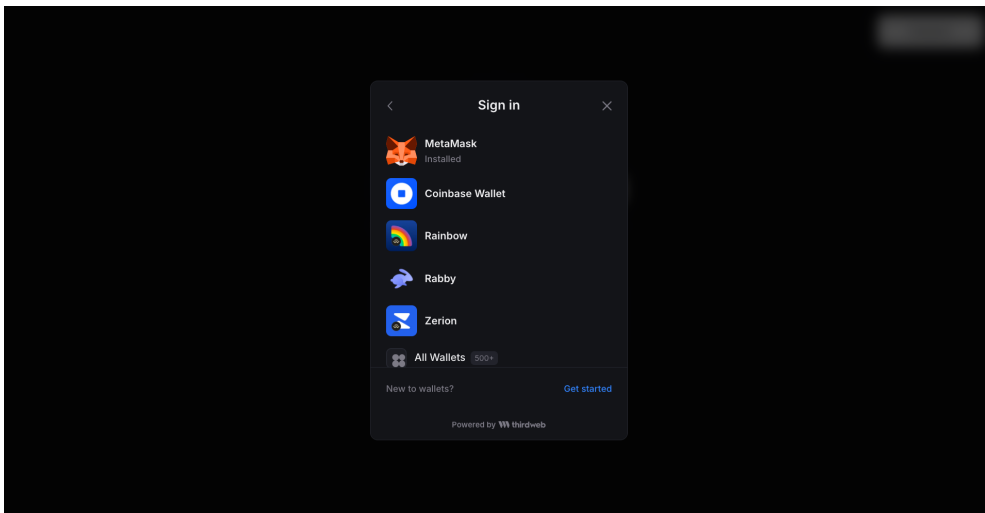 Sign in
MetaMask
Installed
Coinbase Wallet
Rainbow
Rabby
Zerion
All Wallets 500+
New to wallets? Get started
Powered by thirdweb